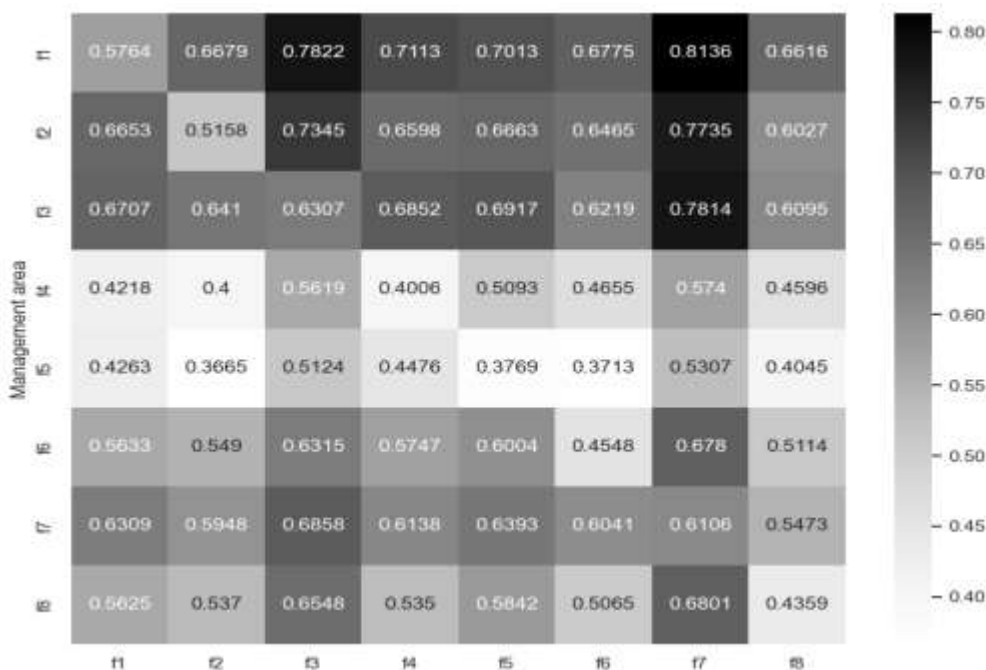 f1 0.5764 0.6679 0.7822 0.7113 0.7013 0.6775 0.8136 0.6616
f2 0.6653 0.5158 0.7345 0.6598 0.6663 0.6465 0.7735 0.6027
f3 0.6707 0.641 0.6307 0.6852 0.6917 0.6219 0.7814 0.6095
Management area
f4 0.4218 0.4 0.5619 0.4006 0.5093 0.4655 0.574 0.4596
f5 0.4263 0.3665 0.5124 0.4476 0.3769 0.3713 0.5307 0.4045
f6 0.5633 0.549 0.6315 0.5747 0.6004 0.4548 0.678 0.5114
f7 0.6309 0.5948 0.6858 0.6138 0.6393 0.6041 0.6106 0.5473
f8 0.5625 0.537 0.6548 0.535 0.5842 0.5065 0.6801 0.4359
f1 f2 f3 f4 f5 f6 f7 f8
0.80
0.75
0.70
0.65
0.60
0.55
0.50
0.45
0.40